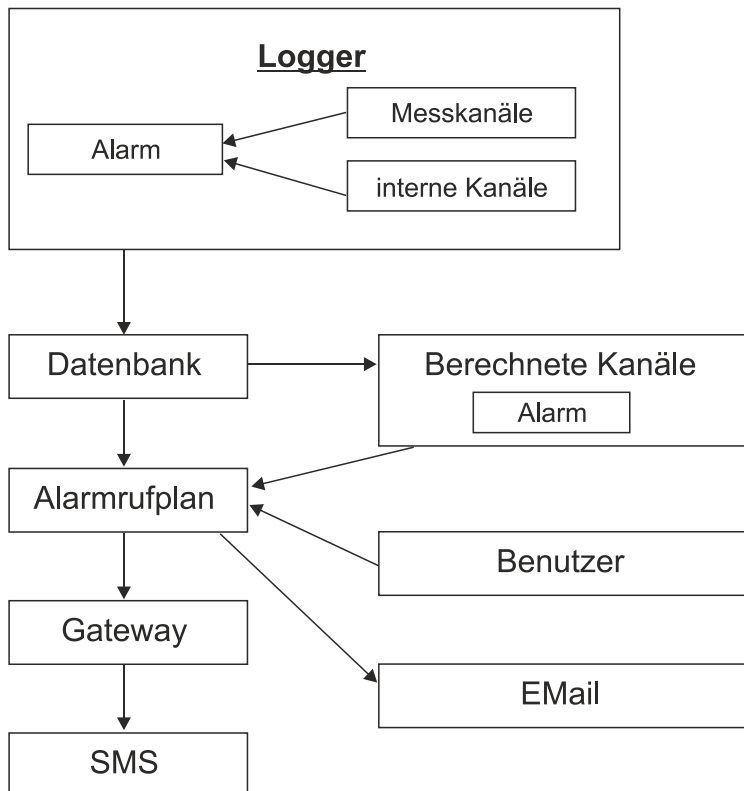 Logger
Messkanäle
Alarm
interne Kanäle
Datenbank
Berechnete Kanäle
Alarm
Alarmrufplan
Benutzer
Gateway
EMail
SMS